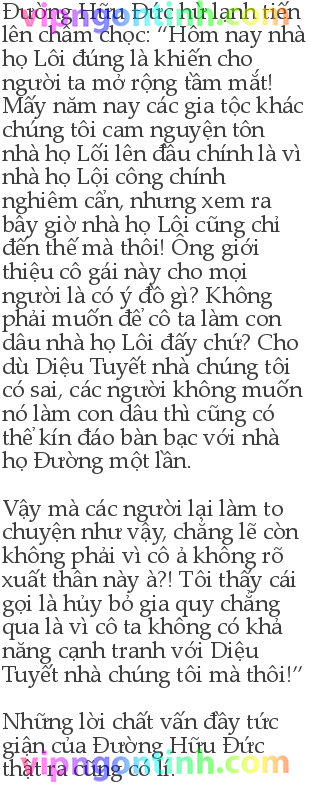 Đường Hữu Đức hừ lạnh tiến
vipngontinh.com
lên châm chọc: “Hôm nay nhà
họ Lôi đúng là khiến cho
người ta mở rộng tầm mắt!
Mấy năm nay các gia tộc khác
chúng tôi cam nguyện tôn
nhà họ Lối lên đầu chính là vì
nhà họ Lội công chính
nghiêm cẩn, nhưng xem ra
bây giờ nhà họ Lôi cũng chỉ
đến thế mà thôi! Ông giới
thiệu cô gái này cho mọi
người là có ý đồ gì? Không
phải muốn để cô ta làm con
dâu nhà họ Lôi đấy chứ? Cho
dù Diệu Tuyết nhà chúng tôi
có sai, các người không muốn
nó làm con dâu thì cũng có
thể kín đáo bàn bạc với nhà
họ Đường một lần.
Vậy mà các người lại làm to
chuyện như vậy, chẳng lẽ còn
không phải vì cô ả không rõ
xuất thân này à?! Tôi thấy cái
gọi là hủy bỏ gia quy chẳng
qua là vì cô ta không có khả
năng cạnh tranh với Diệu
Tuyết nhà chúng tôi mà thôi!”
Những lời chất vấn đầy tức
giận của Đường Hữu Đức
vipngontinh.com
thật ra cũng có lí.